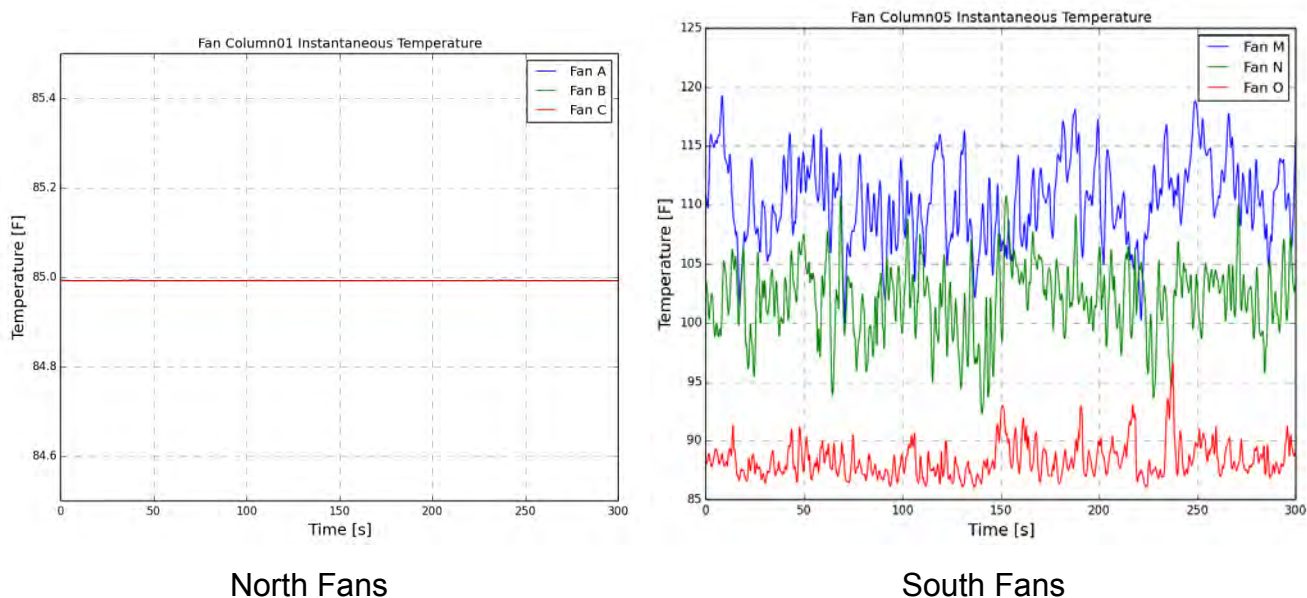 Fan Column01 Instantaneous Temperature
Fan A
Fan B
Fan C
85.4
85.2
85.0
84.8
84.6
Temperature [F]
0 50 100 150 200 250 300
Time [s]
North Fans
Fan Column05 Instantaneous Temperature
Fan M
Fan N
Fan O
125
120
115
110
105
100
95
90
85
Temperature [F]
0 50 100 150 200 250 300
Time [s]
South Fans